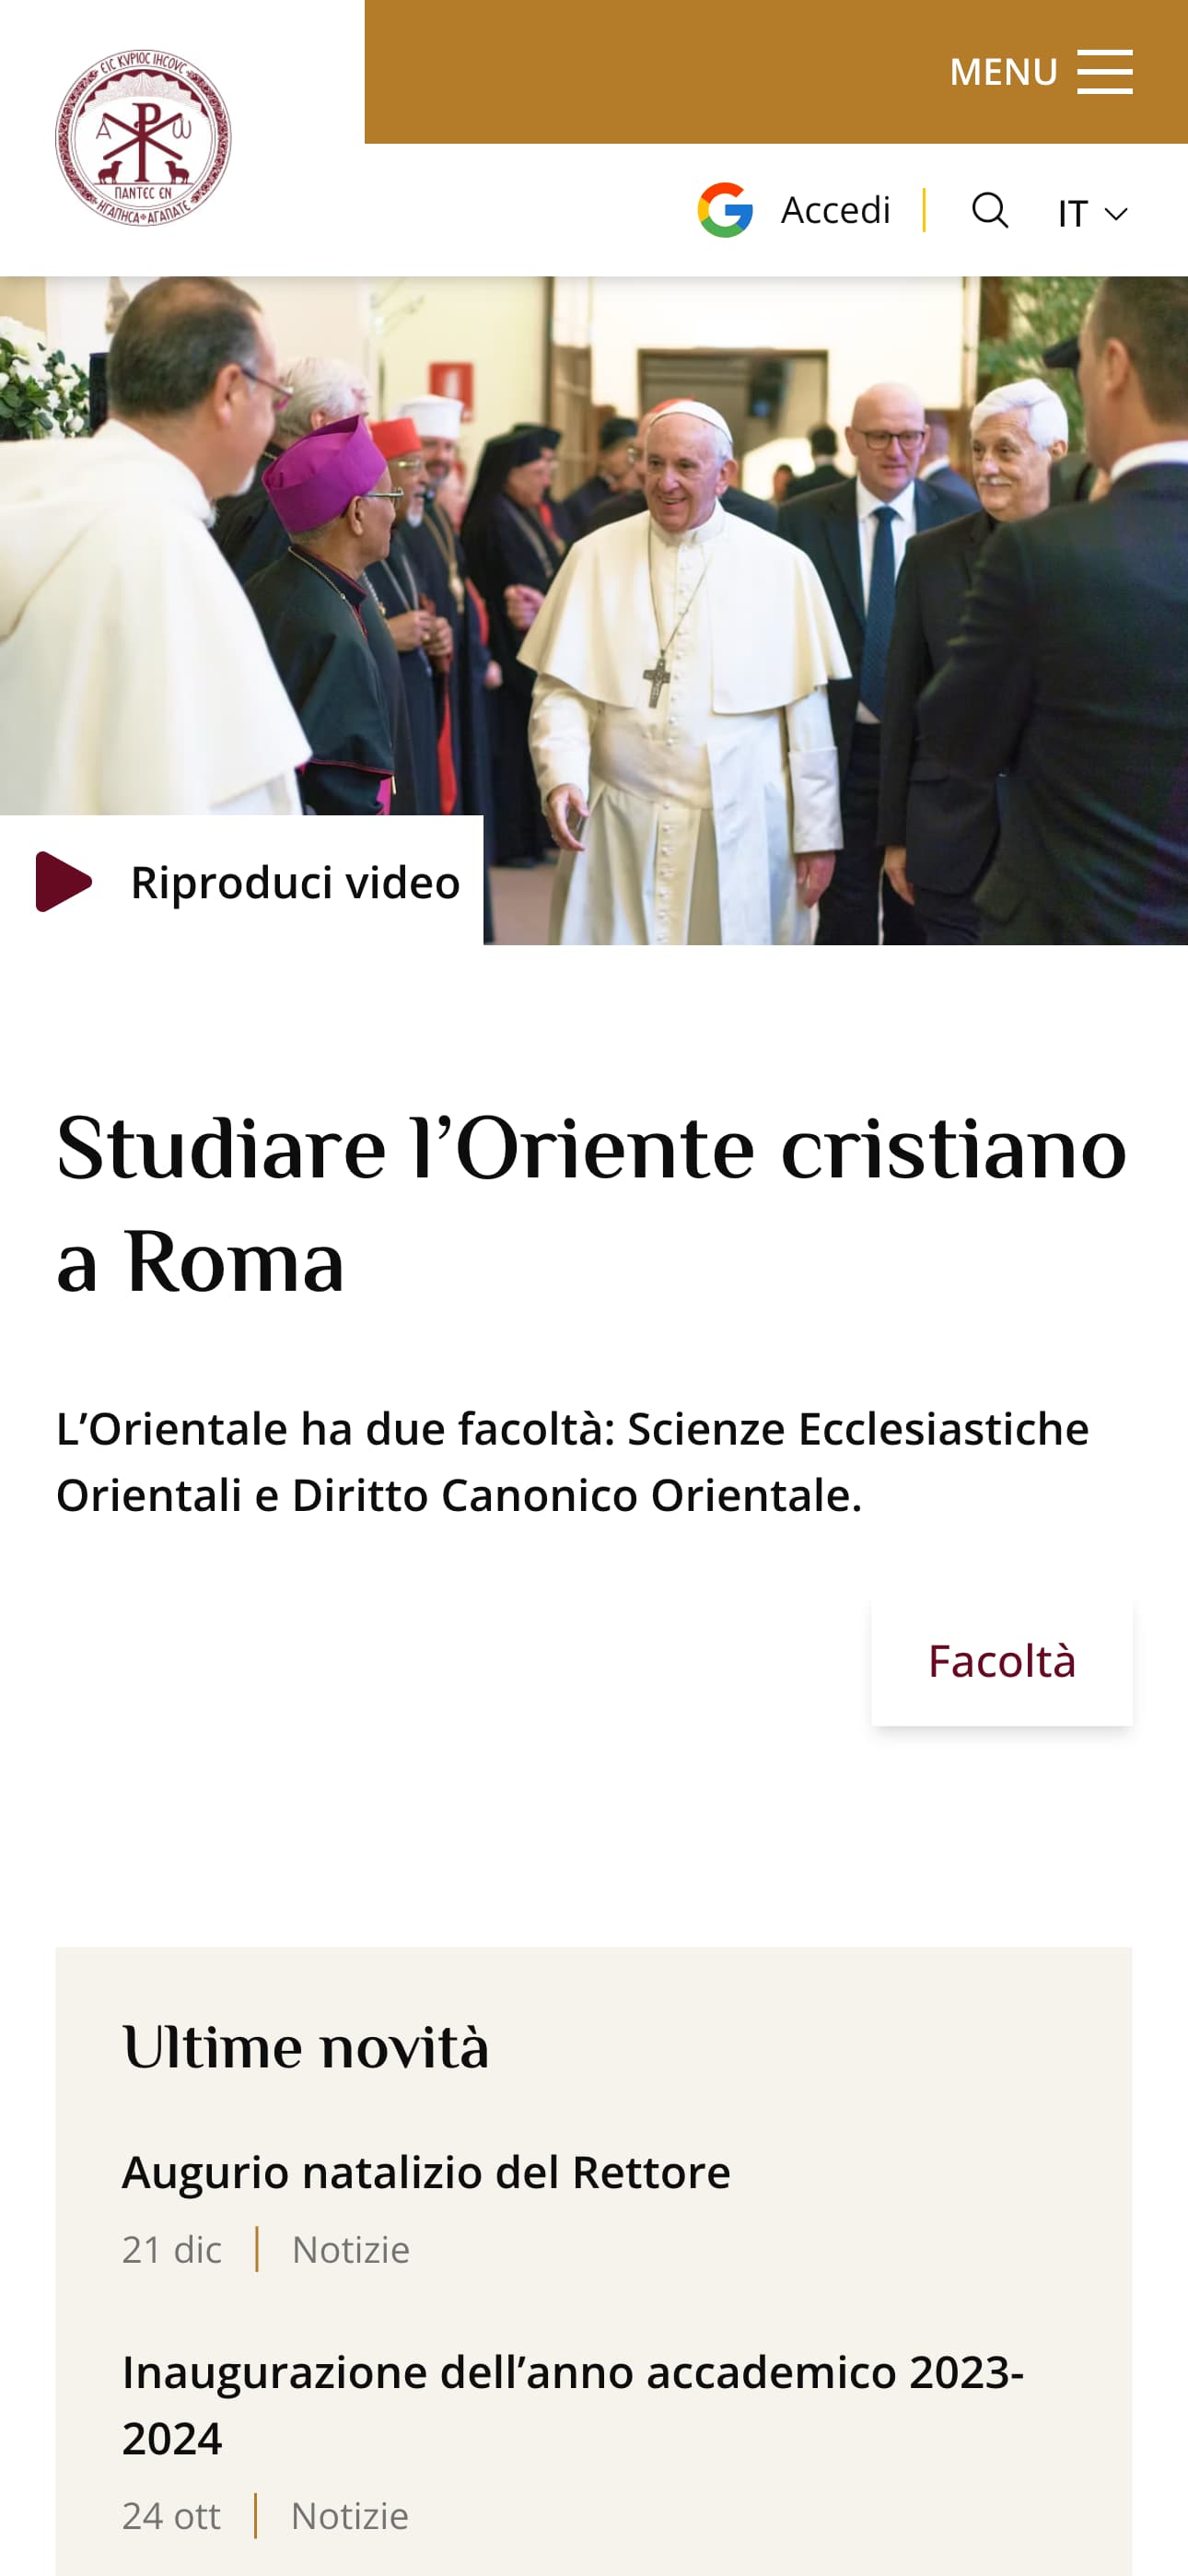 ΕΙC ΚΥΡΙΟC ΙΗCΟΥC
Α Ω
ΠΑΝΤΕC ΕΝ
ΗΓΑΠΗCΑ ΑΓΑΠΑΤΕ
MENU
Accedi
IT
Riproduci video
Studiare l’Oriente cristiano
a Roma
L’Orientale ha due facoltà: Scienze Ecclesiastiche
Orientali e Diritto Canonico Orientale.
Facoltà
Ultime novità
Augurio natalizio del Rettore
21 dic | Notizie
Inaugurazione dell’anno accademico 2023-
2024
24 ott | Notizie